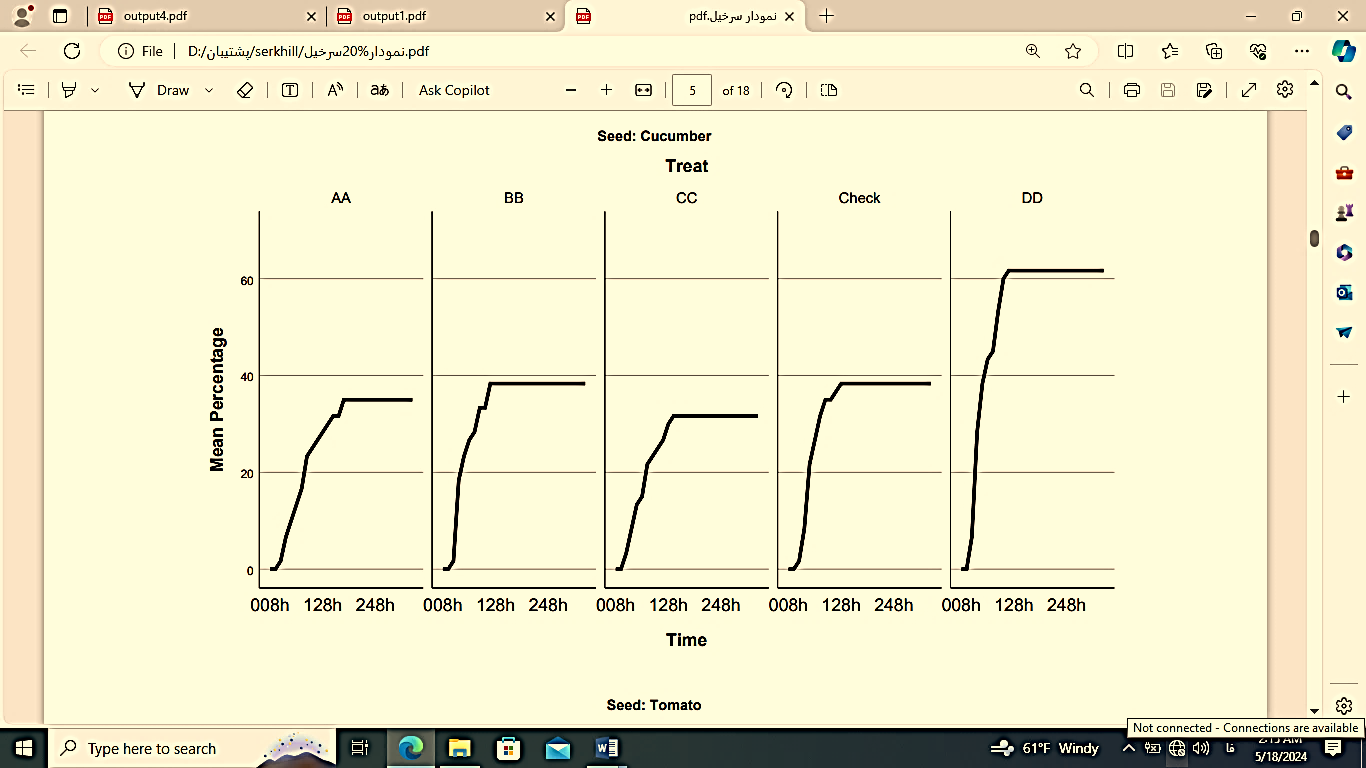 output4.pdf
output1.pdf
نمودار سرخیل.pdf
File
D:/پشتیبان/serkhill/نمودار%20سرخیل.pdf
Draw
aあ
Ask Copilot
5 of 18
Seed: Cucumber
Treat
AA BB CC Check DD
60
40
20
0
Mean Percentage
008h 128h 248h 008h 128h 248h 008h 128h 248h 008h 128h 248h 008h 128h 248h
Time
Seed: Tomato
Not connected - Connections are available
Type here to search
61°F Windy
فا
5/18/2024